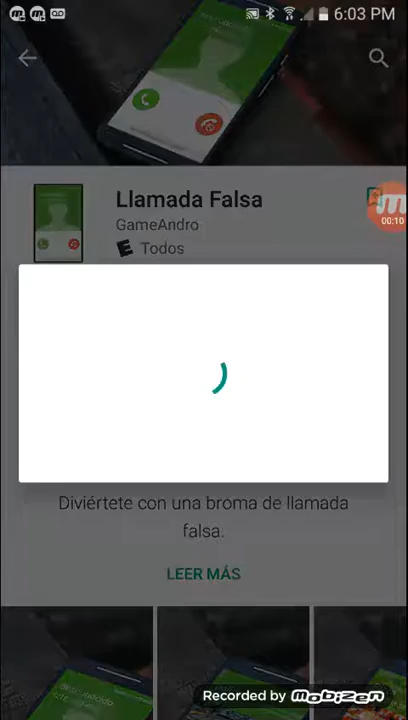 6:03 PM
Llamada Falsa
GameAndro
E Todos
00:10
Diviértete con una broma de llamada
falsa.
LEER MÁS
Recorded by mobizen